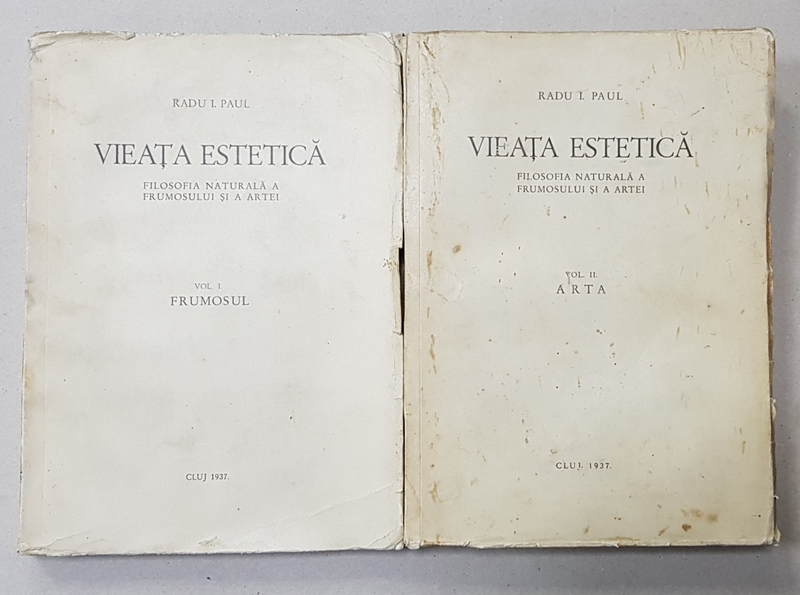 RADU I. PAUL
VIEAȚA ESTETICĂ
FILOSOFIA NATURALĂ A
FRUMOSULUI ȘI A ARTEI
VOL. I.
FRUMOSUL
CLUJ 1937.
RADU I. PAUL
VIEAȚA ESTETICĂ
FILOSOFIA NATURALĂ A
FRUMOSULUI ȘI A ARTEI
VOL. II.
ARTA
CLUJ. 1937.